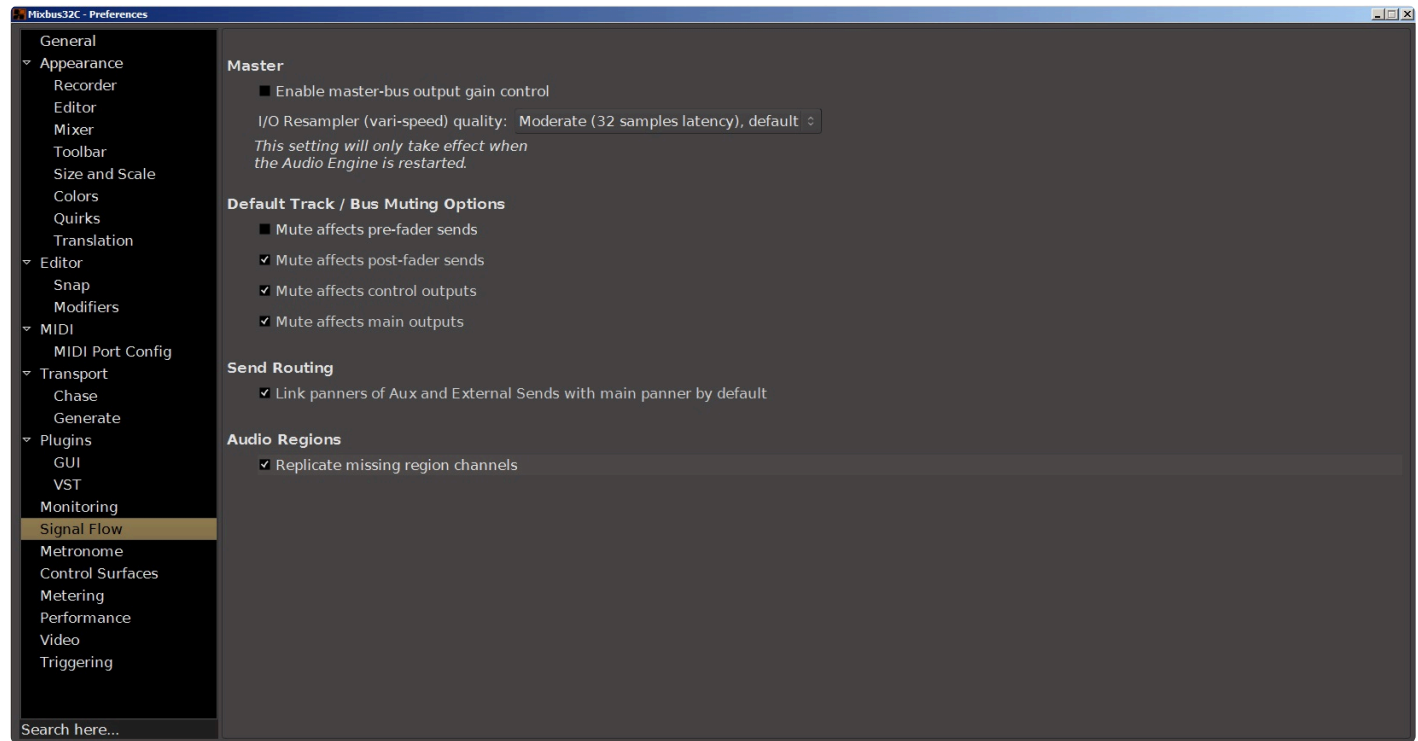 Mixbus32C - Preferences
General
Appearance
Recorder
Editor
Mixer
Toolbar
Size and Scale
Colors
Quirks
Translation
Editor
Snap
Modifiers
MIDI
MIDI Port Config
Transport
Chase
Generate
Plugins
GUI
VST
Monitoring
Signal Flow
Metronome
Control Surfaces
Metering
Performance
Video
Triggering
Search here...
Master
Enable master-bus output gain control
I/O Resampler (vari-speed) quality: Moderate (32 samples latency), default
This setting will only take effect when
the Audio Engine is restarted.
Default Track / Bus Muting Options
Mute affects pre-fader sends
Mute affects post-fader sends
Mute affects control outputs
Mute affects main outputs
Send Routing
Link panners of Aux and External Sends with main panner by default
Audio Regions
Replicate missing region channels